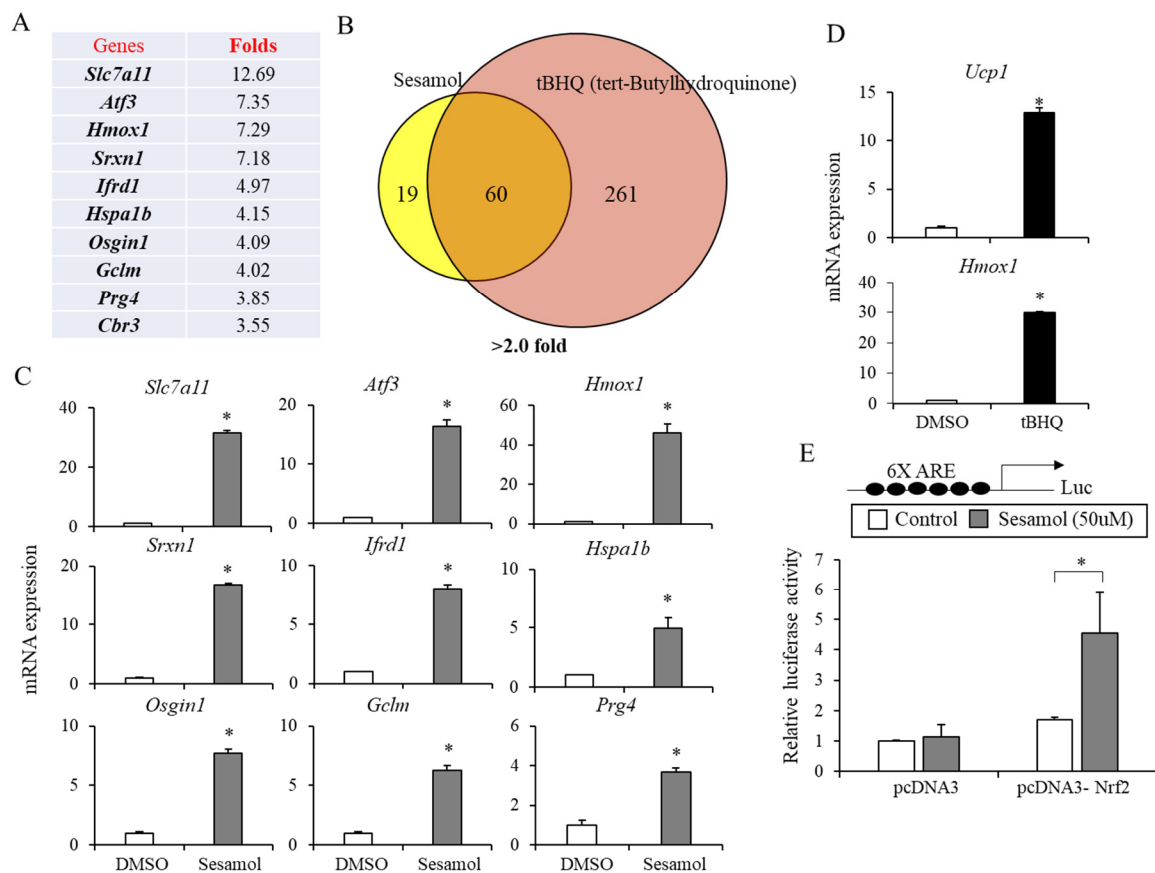 A
Genes Folds
Slc7a11 12.69
Atf3 7.35
Hmox1 7.29
Srxn1 7.18
Ifrd1 4.97
Hspa1b 4.15
Osgin1 4.09
Gclm 4.02
Prg4 3.85
Cbr3 3.55
B
Sesamol
tBHQ (tert-Butylhydroquinone)
19 60 261
>2.0 fold
C
mRNA expression
Slc7a11
40
20
0
*
Atf3
20
10
0
*
Hmox1
60
40
20
0
*
Srxn1
20
10
0
*
Ifrd1
10
5
0
*
Hspa1b
10
5
0
*
Osgin1
10
5
0
*
DMSO Sesamol
Gclm
10
5
0
*
DMSO Sesamol
Prg4
6
4
2
0
*
DMSO Sesamol
D
mRNA expression
Ucp1
15
10
5
0
*
Hmox1
40
30
20
10
0
*
DMSO tBHQ
E
6X ARE
Luc
Control Sesamol (50uM)
Relative luciferase activity
7
6
5
4
3
2
1
0
*
pcDNA3 pcDNA3- Nrf2